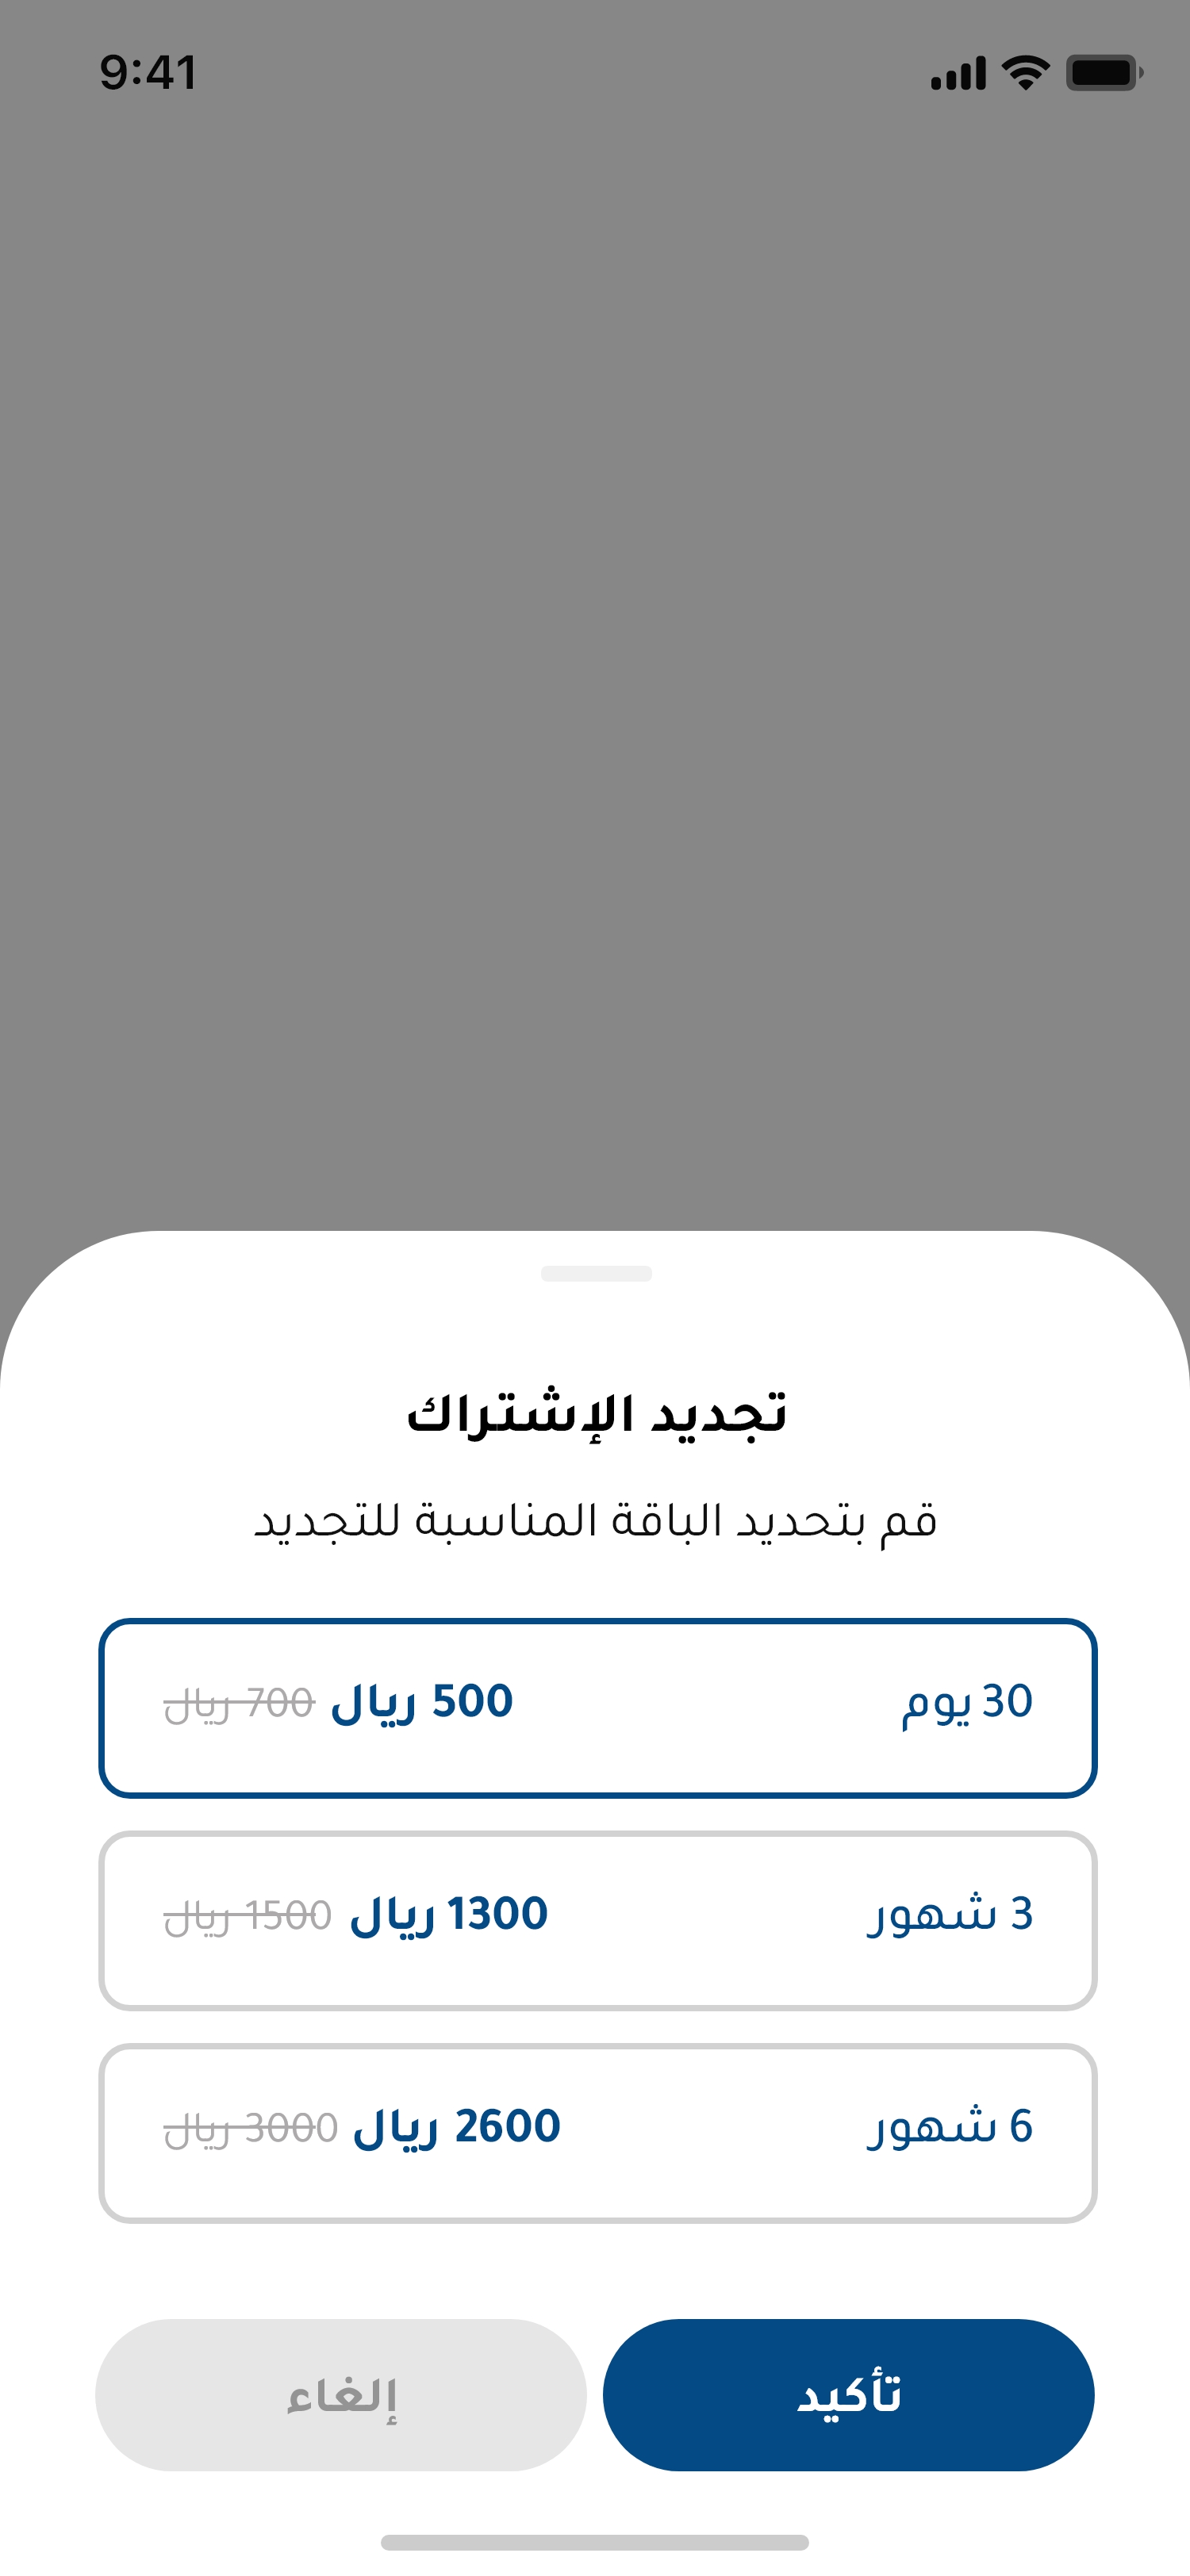 9:41
تجديد الإشتراك
قم بتحديد الباقة المناسبة للتجديد
30 يوم 500 ريال 700 ريال
3 شهور 1300 ريال 1500 ريال
6 شهور 2600 ريال 3000 ريال
تأكيد إلغاء